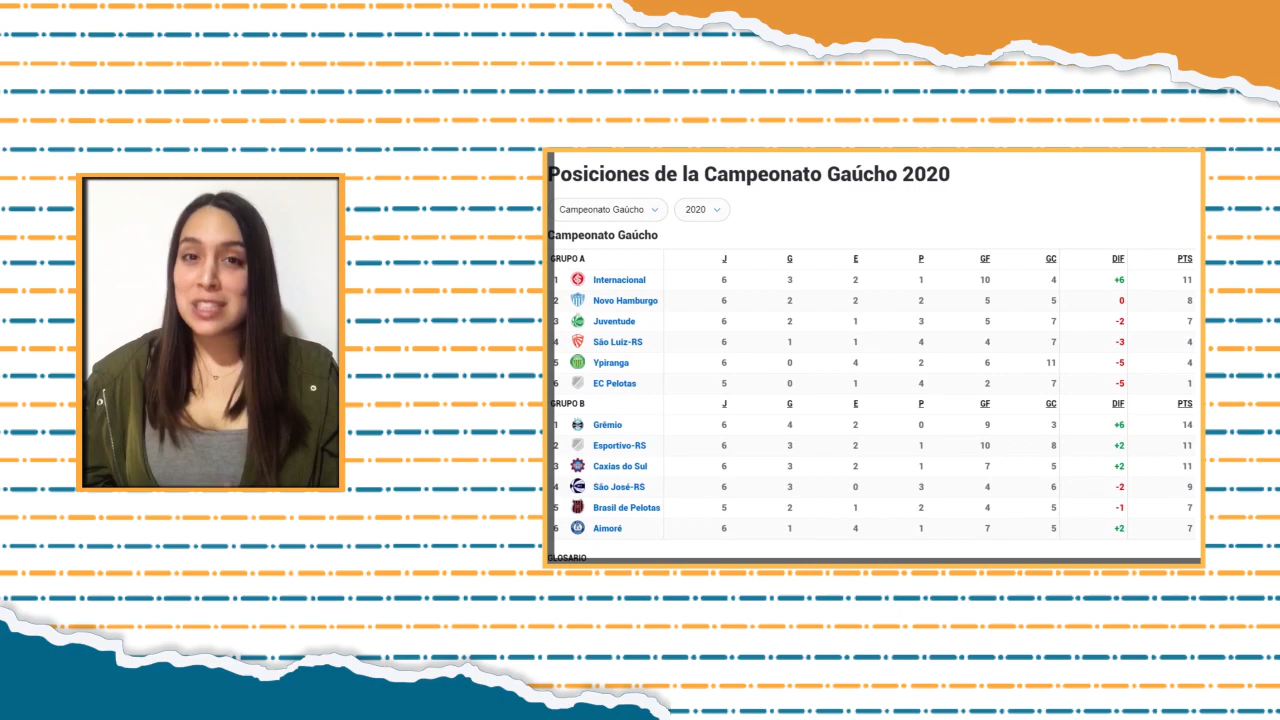 Posiciones de la Campeonato Gaúcho 2020
Campeonato Gaúcho 2020
Campeonato Gaúcho
GRUPO A J G E P GF GC DIF PTS
1 Internacional 6 3 2 1 10 4 +6 11
2 Novo Hamburgo 6 2 2 2 5 5 0 8
3 Juventude 6 2 1 3 5 7 -2 7
4 São Luiz-RS 6 1 1 4 4 7 -3 4
5 Ypiranga 6 0 4 2 6 11 -5 4
6 EC Pelotas 5 0 1 4 2 7 -5 1
GRUPO B J G E P GF GC DIF PTS
1 Grêmio 6 4 2 0 9 3 +6 14
2 Esportivo-RS 6 3 2 1 10 8 +2 11
3 Caxias do Sul 6 3 2 1 7 5 +2 11
4 São José-RS 6 3 0 3 4 6 -2 9
5 Brasil de Pelotas 5 2 1 2 4 5 -1 7
6 Aimoré 6 1 4 1 7 5 +2 7
GLOSARIO